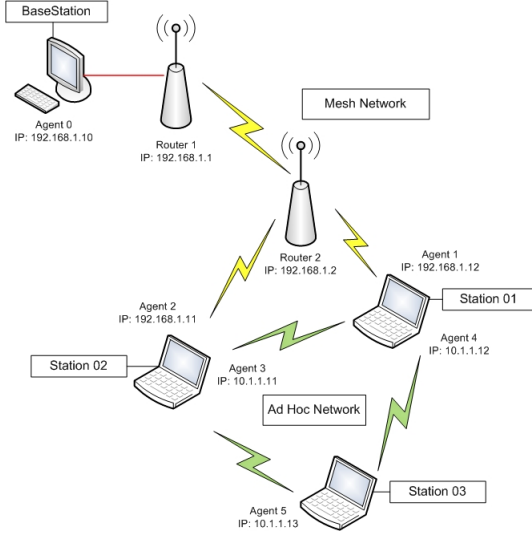 BaseStation
Agent 0
IP: 192.168.1.10
Router 1
IP: 192.168.1.1
Mesh Network
Router 2
IP: 192.168.1.2
Agent 1
IP: 192.168.1.12
Station 01
Agent 2
IP: 192.168.1.11
Agent 4
IP: 10.1.1.12
Station 02
Agent 3
IP: 10.1.1.11
Ad Hoc Network
Station 03
Agent 5
IP: 10.1.1.13